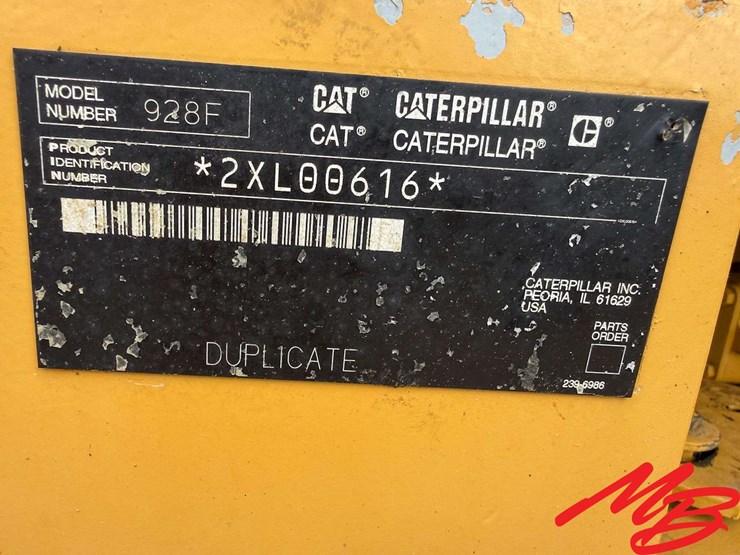 MODEL NUMBER 928F
CAT® CATERPILLAR®
CAT® CATERPILLAR®
PRODUCT IDENTIFICATION NUMBER *2XL00616*
CATERPILLAR INC.
PEORIA, IL 61629
USA
PARTS ORDER
DUPLICATE
239-6986
MB